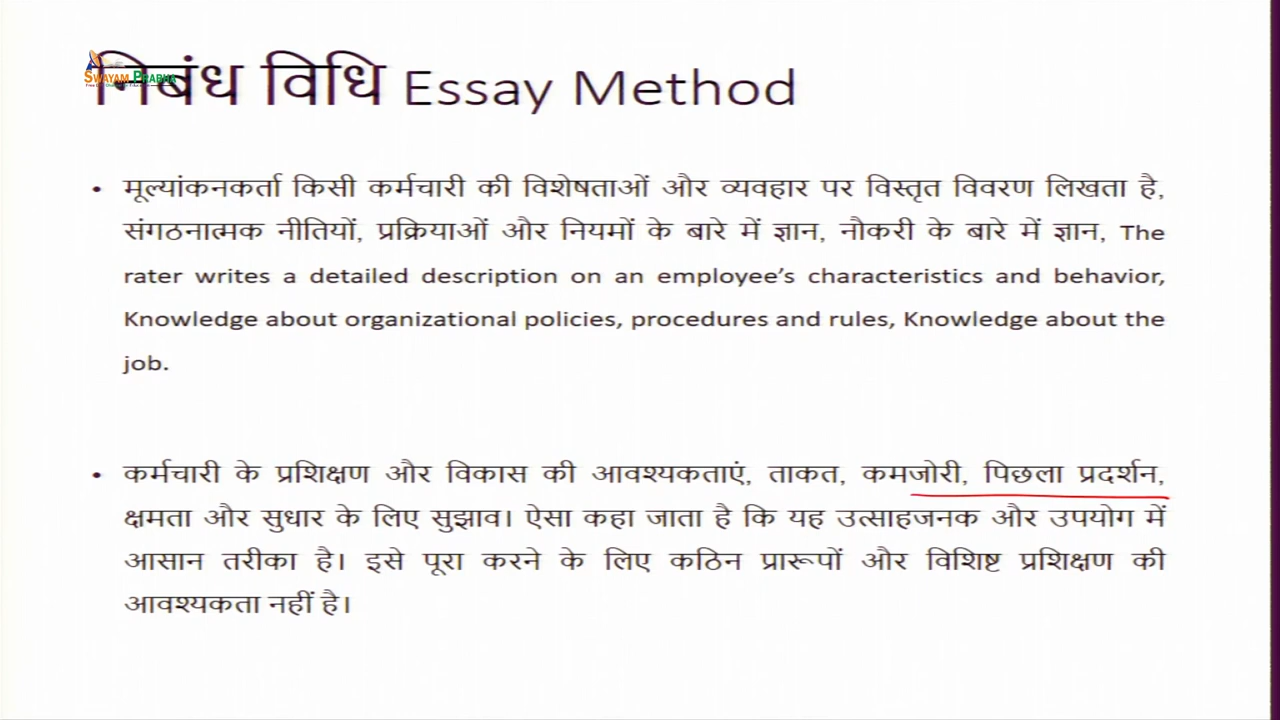 निबंध विधि Essay Method
SWAYAM PRABHA
• मूल्यांकनकर्ता किसी कर्मचारी की विशेषताओं और व्यवहार पर विस्तृत विवरण लिखता है,
संगठनात्मक नीतियों, प्रक्रियाओं और नियमों के बारे में ज्ञान, नौकरी के बारे में ज्ञान, The
rater writes a detailed description on an employee's characteristics and behavior,
Knowledge about organizational policies, procedures and rules, Knowledge about the
job.
• कर्मचारी के प्रशिक्षण और विकास की आवश्यकताएं, ताकत, कमजोरी, पिछला प्रदर्शन,
क्षमता और सुधार के लिए सुझाव। ऐसा कहा जाता है कि यह उत्साहजनक और उपयोग में
आसान तरीका है। इसे पूरा करने के लिए कठिन प्रारूपों और विशिष्ट प्रशिक्षण की
आवश्यकता नहीं है।